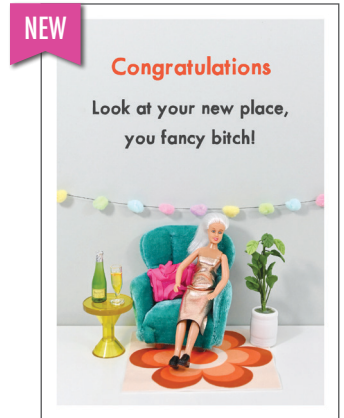 NEW
Congratulations
Look at your new place,
you fancy bitch!